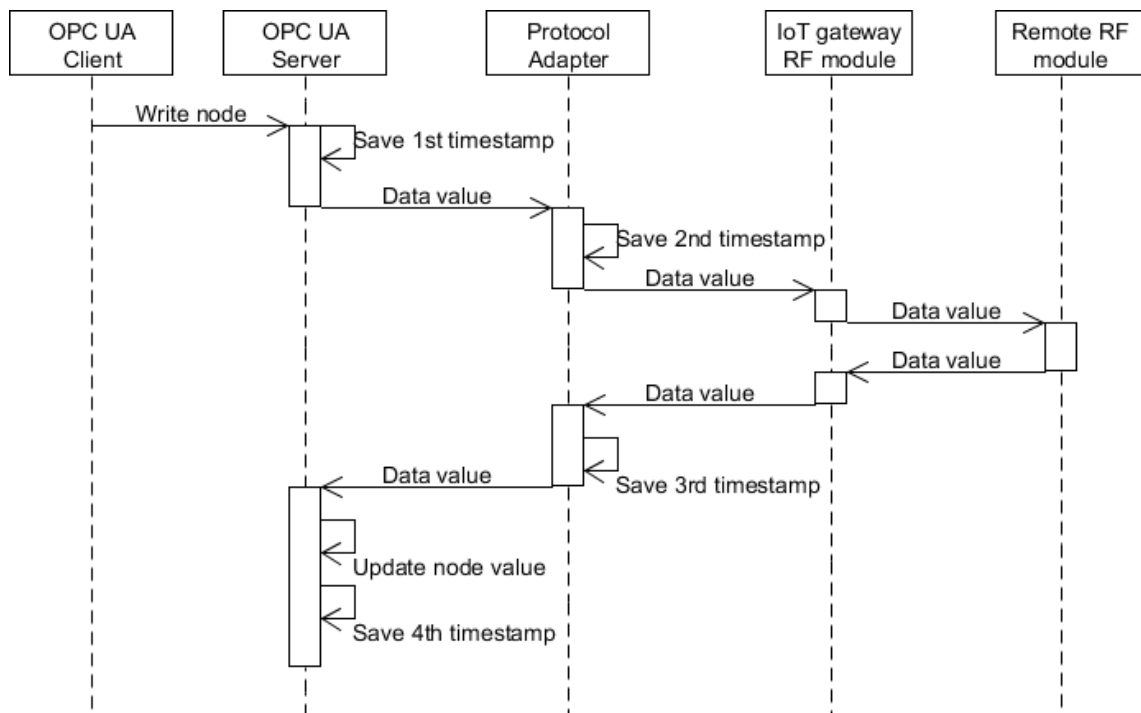 OPC UA
Client
OPC UA
Server
Protocol
Adapter
IoT gateway
RF module
Remote RF
module
Write node
Save 1st timestamp
Data value
Save 2nd timestamp
Data value
Data value
Data value
Data value
Save 3rd timestamp
Data value
Update node value
Save 4th timestamp